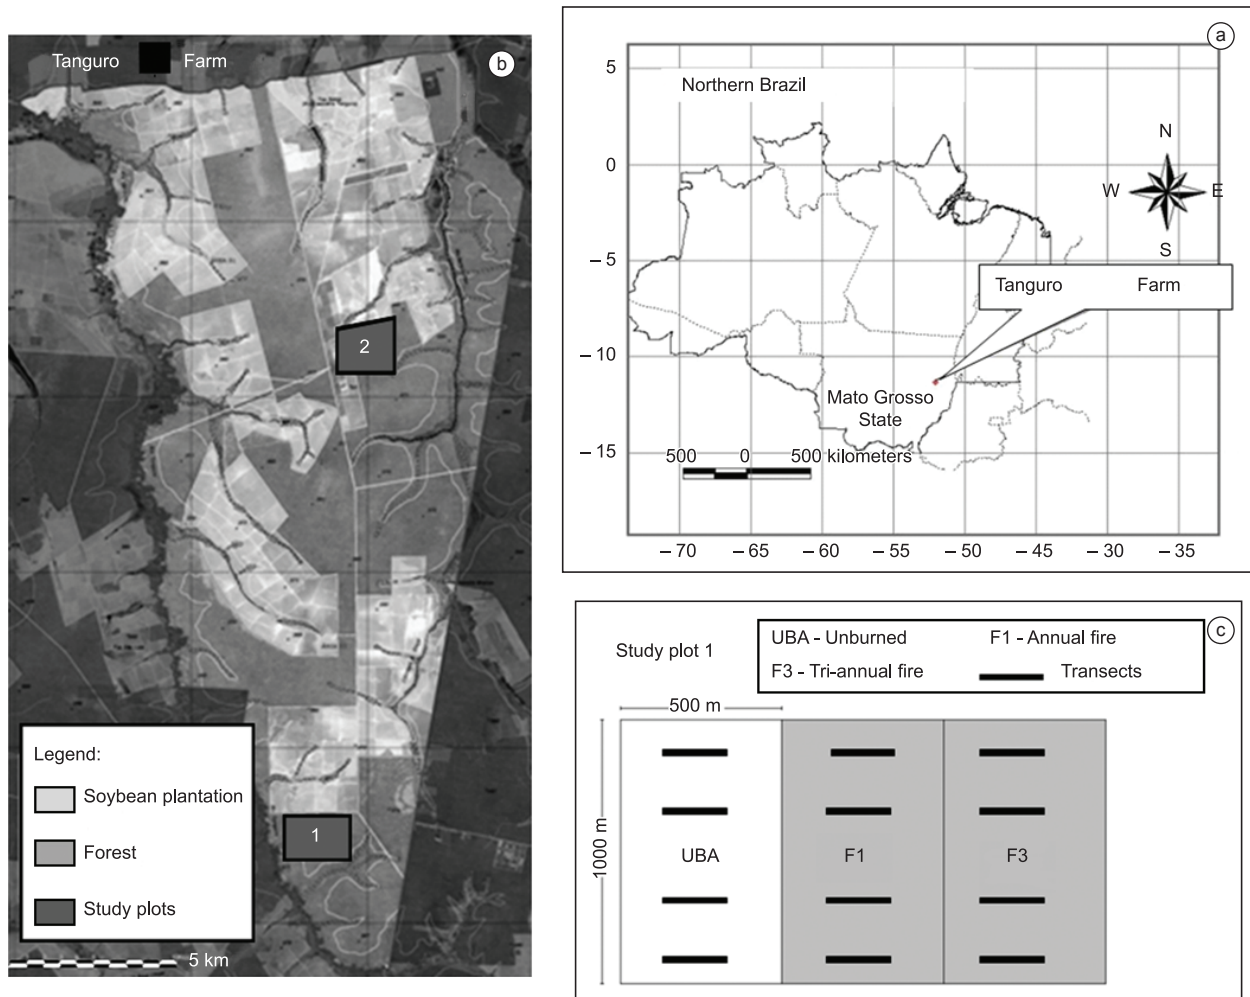 Tanguro Farm
b
2
1
Legend:
Soybean plantation
Forest
Study plots
5 km
a
Northern Brazil
5
0
– 5
– 10
– 15
N
W E
S
Tanguro Farm
Mato Grosso
State
500 0 500 kilometers
– 70 – 65 – 60 – 55 – 50 – 45 – 40 – 35
c
Study plot 1
UBA - Unburned F1 - Annual fire
F3 - Tri-annual fire Transects
500 m
1000 m
UBA F1 F3